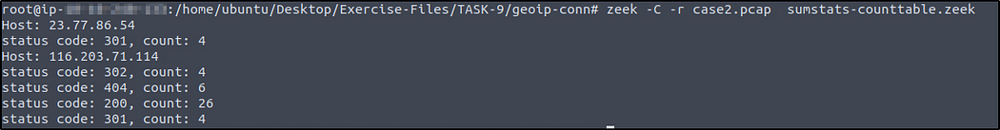 root@ip-:/home/ubuntu/Desktop/Exercise-Files/TASK-9/geoip-conn# zeek -C -r case2.pcap  sumstats-counttable.zeek
Host: 23.77.86.54
status code: 301, count: 4
Host: 116.203.71.114
status code: 302, count: 4
status code: 404, count: 6
status code: 200, count: 26
status code: 301, count: 4